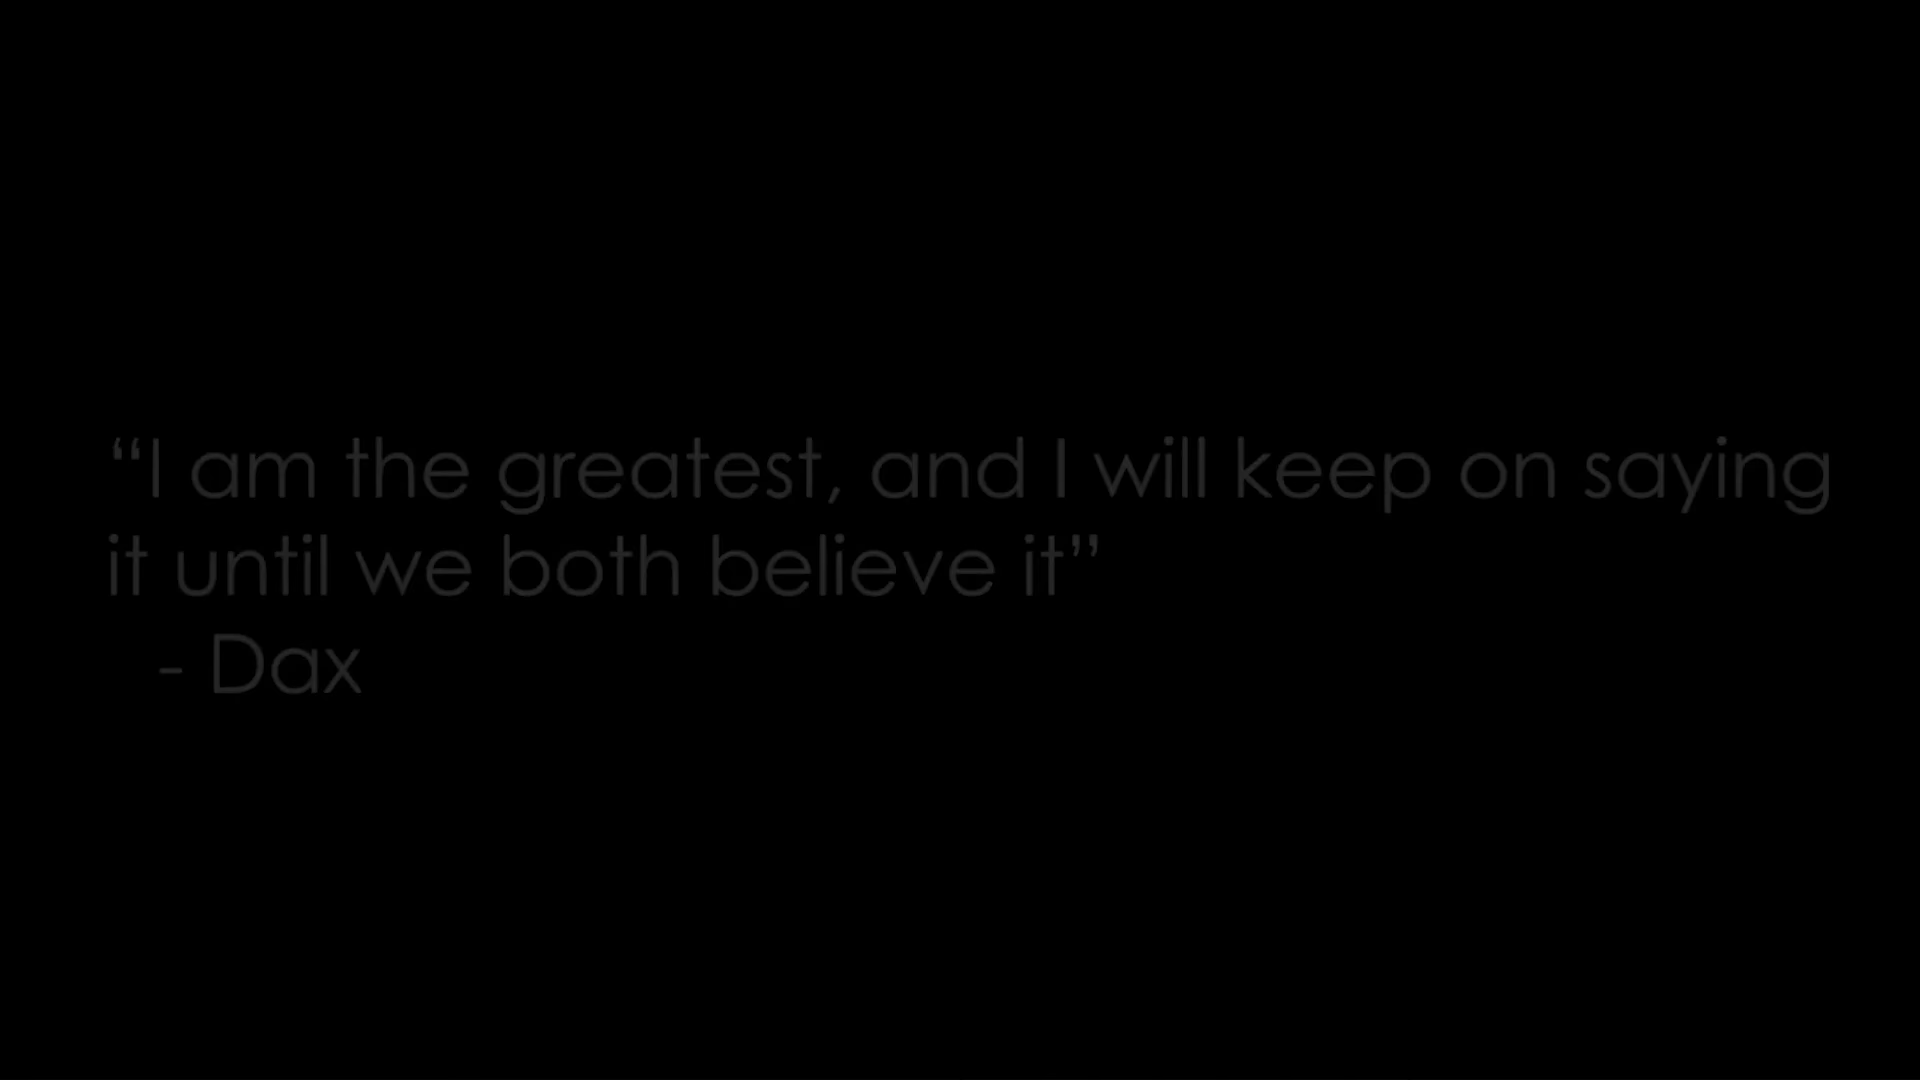 “I am the greatest, and I will keep on saying
it until we both believe it”
- Dax